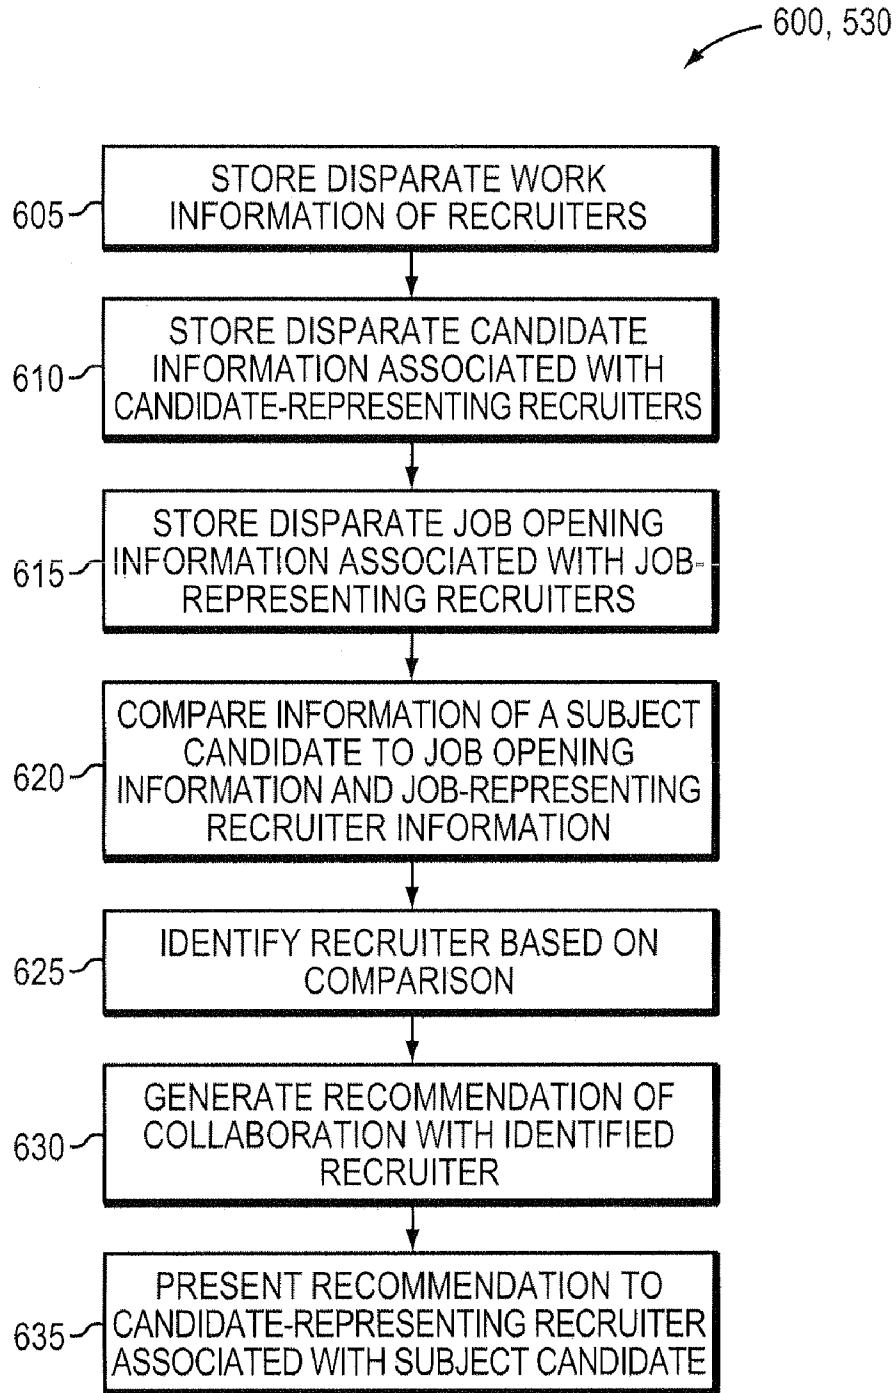 600, 530
STORE DISPARATE WORK
INFORMATION OF RECRUITERS
605
STORE DISPARATE CANDIDATE
INFORMATION ASSOCIATED WITH
CANDIDATE-REPRESENTING RECRUITERS
610
STORE DISPARATE JOB OPENING
INFORMATION ASSOCIATED WITH JOB-
REPRESENTING RECRUITERS
615
COMPARE INFORMATION OF A SUBJECT
CANDIDATE TO JOB OPENING
INFORMATION AND JOB-REPRESENTING
RECRUITER INFORMATION
620
IDENTIFY RECRUITER BASED ON
COMPARISON
625
GENERATE RECOMMENDATION OF
COLLABORATION WITH IDENTIFIED
RECRUITER
630
PRESENT RECOMMENDATION TO
CANDIDATE-REPRESENTING RECRUITER
ASSOCIATED WITH SUBJECT CANDIDATE
635